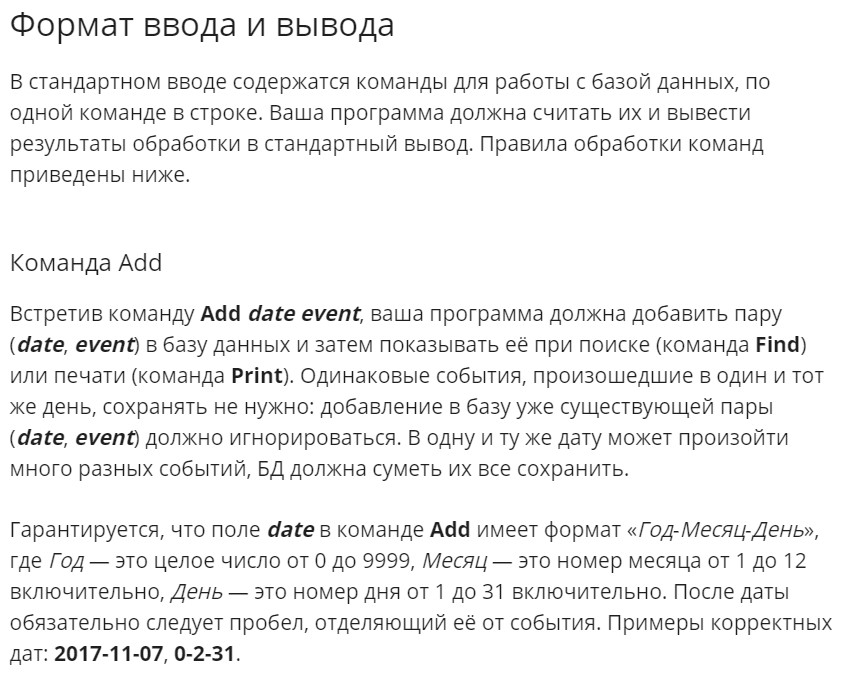 Формат ввода и вывода
В стандартном вводе содержатся команды для работы с базой данных, по
одной команде в строке. Ваша программа должна считать их и вывести
результаты обработки в стандартный вывод. Правила обработки команд
приведены ниже.
Команда Add
Встретив команду Add date event, ваша программа должна добавить пару
(date, event) в базу данных и затем показывать её при поиске (команда Find)
или печати (команда Print). Одинаковые события, произошедшие в один и тот
же день, сохранять не нужно: добавление в базу уже существующей пары
(date, event) должно игнорироваться. В одну и ту же дату может произойти
много разных событий, БД должна суметь их все сохранить.
Гарантируется, что поле date в команде Add имеет формат «Год-Месяц-День»,
где Год — это целое число от 0 до 9999, Месяц — это номер месяца от 1 до 12
включительно, День — это номер дня от 1 до 31 включительно. После даты
обязательно следует пробел, отделяющий её от события. Примеры корректных
дат: 2017-11-07, 0-2-31.